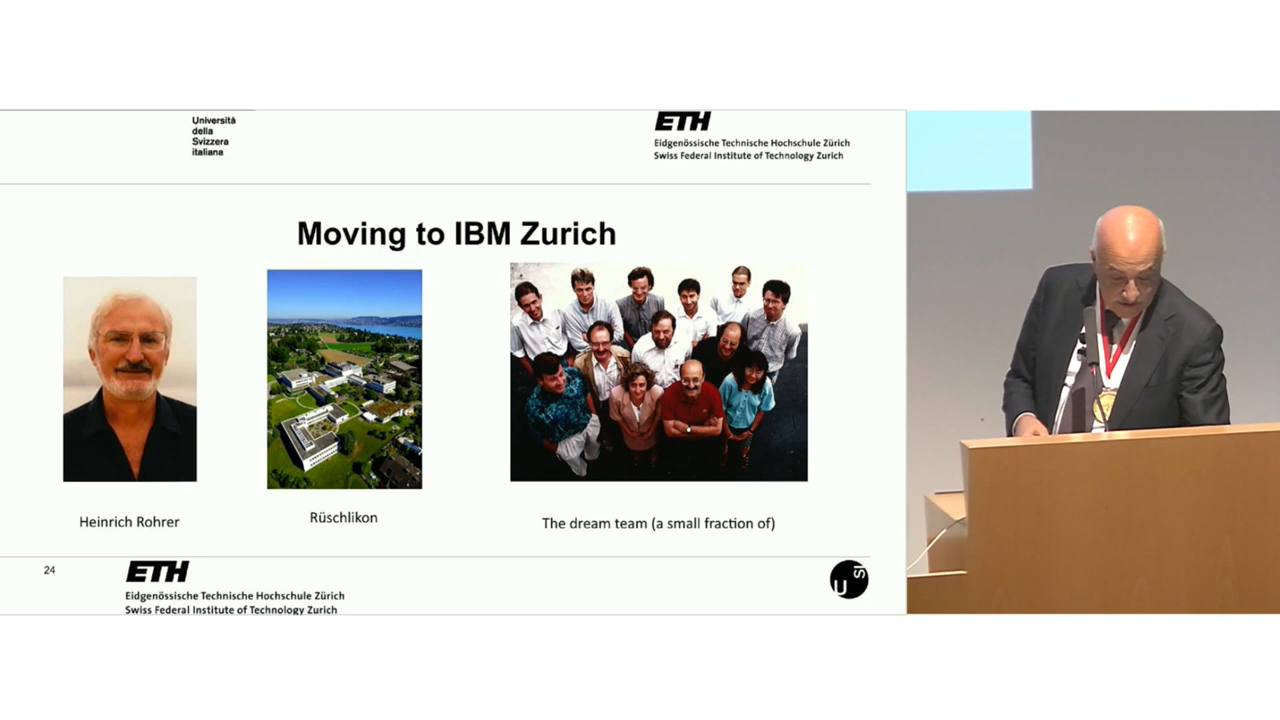 Università
della
Svizzera
italiana
ETH
Eidgenössische Technische Hochschule Zürich
Swiss Federal Institute of Technology Zurich
Moving to IBM Zurich
Heinrich Rohrer
Rüschlikon
The dream team (a small fraction of)
24
ETH
Eidgenössische Technische Hochschule Zürich
Swiss Federal Institute of Technology Zurich
USI